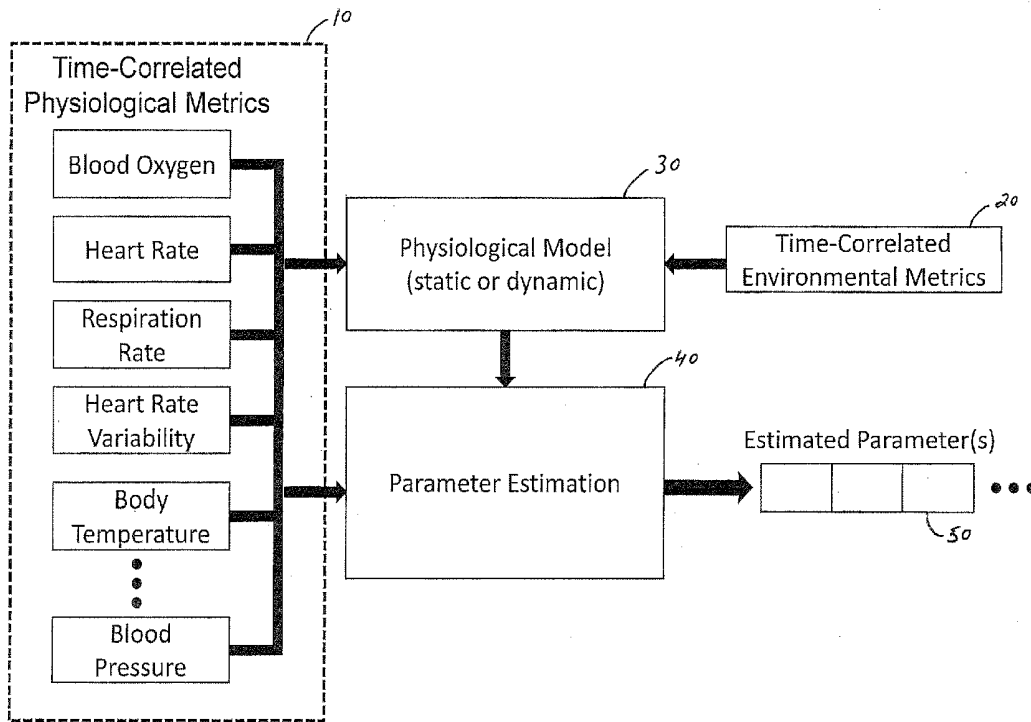 10
Time-Correlated
Physiological Metrics
Blood Oxygen
Heart Rate
Respiration
Rate
Heart Rate
Variability
Body
Temperature
Blood
Pressure
30
Physiological Model
(static or dynamic)
20
Time-Correlated
Environmental Metrics
40
Parameter Estimation
Estimated Parameter(s)
50